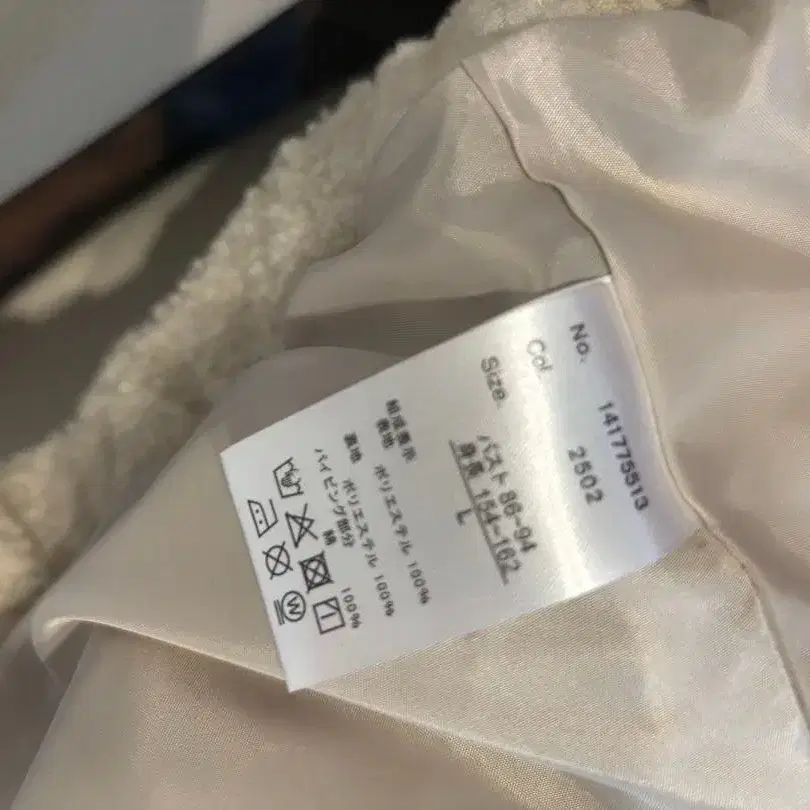 No. 141775513
Col. 2502
Size. バスト 86-94
身長 154-162
L
組成表示
表地 ポリエステル 100%
裏地 ポリエステル 100%
パイピング部分
綿 100%
W